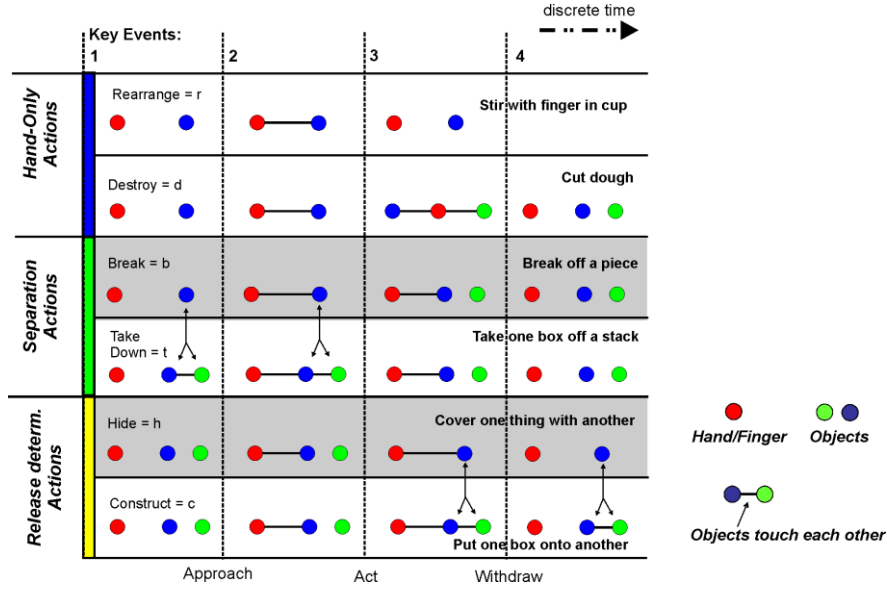 discrete time
Key Events:
1
2
3
4
Hand-Only
Actions
Rearrange = r
Stir with finger in cup
Destroy = d
Cut dough
Separation
Actions
Break = b
Break off a piece
Take
Down = t
Take one box off a stack
Release determ.
Actions
Hide = h
Cover one thing with another
Construct = c
Put one box onto another
Approach
Act
Withdraw
Hand/Finger
Objects
Objects touch each other